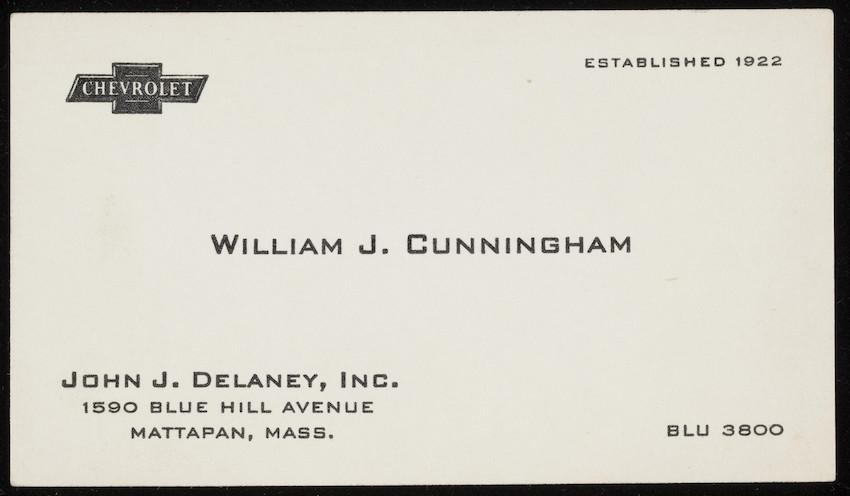 CHEVROLET
ESTABLISHED 1922
WILLIAM J. CUNNINGHAM
JOHN J. DELANEY, INC.
1590 BLUE HILL AVENUE
MATTAPAN, MASS.
BLU 3800